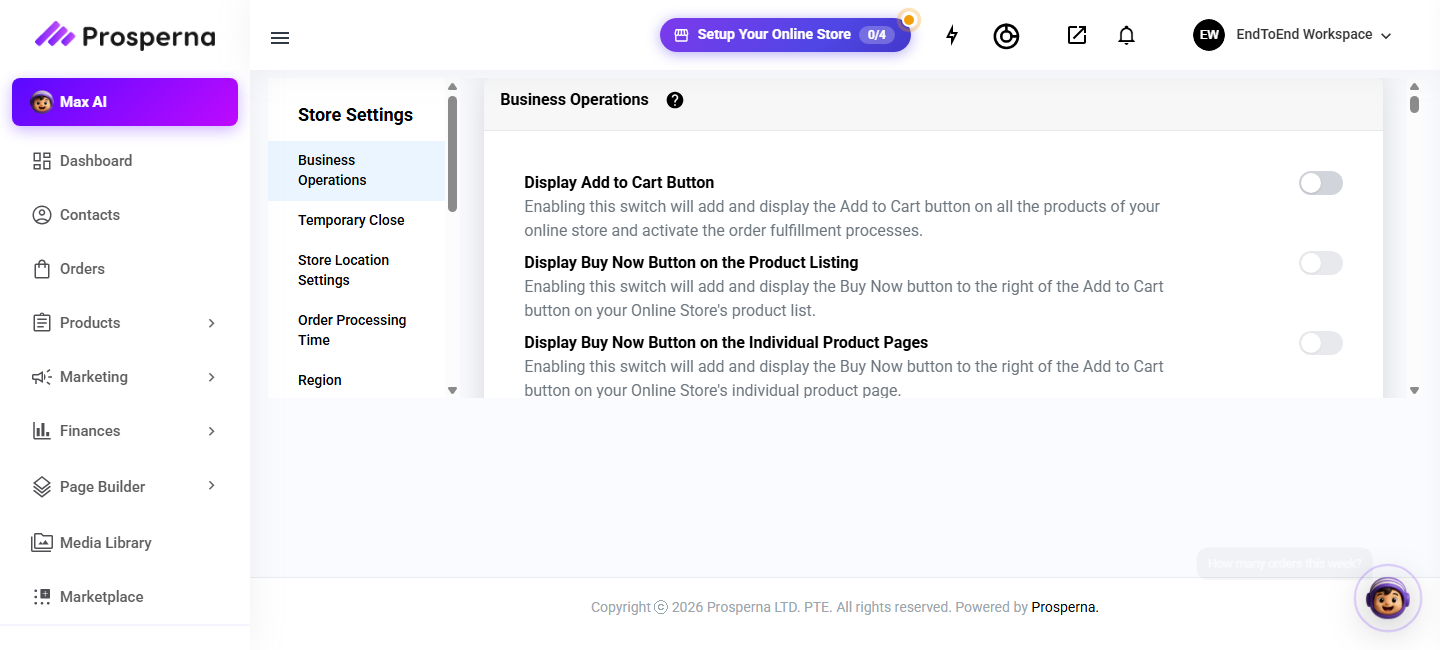 Prosperna
Setup Your Online Store 0/4
EW EndToEnd Workspace
Max AI
Dashboard
Contacts
Orders
Products
Marketing
Finances
Page Builder
Media Library
Marketplace
Store Settings
Business
Operations
Temporary Close
Store Location
Settings
Order Processing
Time
Region
Business Operations
Display Add to Cart Button
Enabling this switch will add and display the Add to Cart button on all the products of your
online store and activate the order fulfillment processes.
Display Buy Now Button on the Product Listing
Enabling this switch will add and display the Buy Now button to the right of the Add to Cart
button on your Online Store's product list.
Display Buy Now Button on the Individual Product Pages
Enabling this switch will add and display the Buy Now button to the right of the Add to Cart
button on your Online Store's individual product page.
How many orders this week?
Copyright ⓒ 2026 Prosperna LTD. PTE. All rights reserved. Powered by Prosperna.